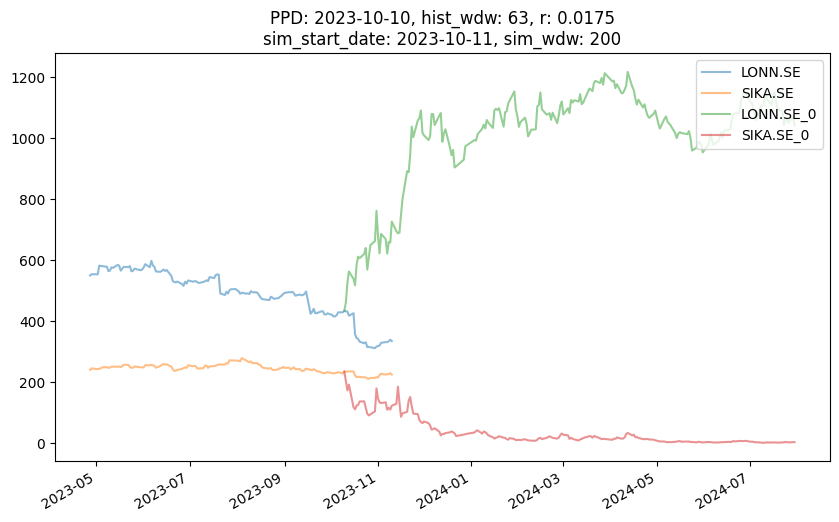 PPD: 2023-10-10, hist_wdw: 63, r: 0.0175
sim_start_date: 2023-10-11, sim_wdw: 200
LONN.SE
SIKA.SE
LONN.SE_0
SIKA.SE_0
1200
1000
800
600
400
200
0
2023-05
2023-07
2023-09
2023-11
2024-01
2024-03
2024-05
2024-07